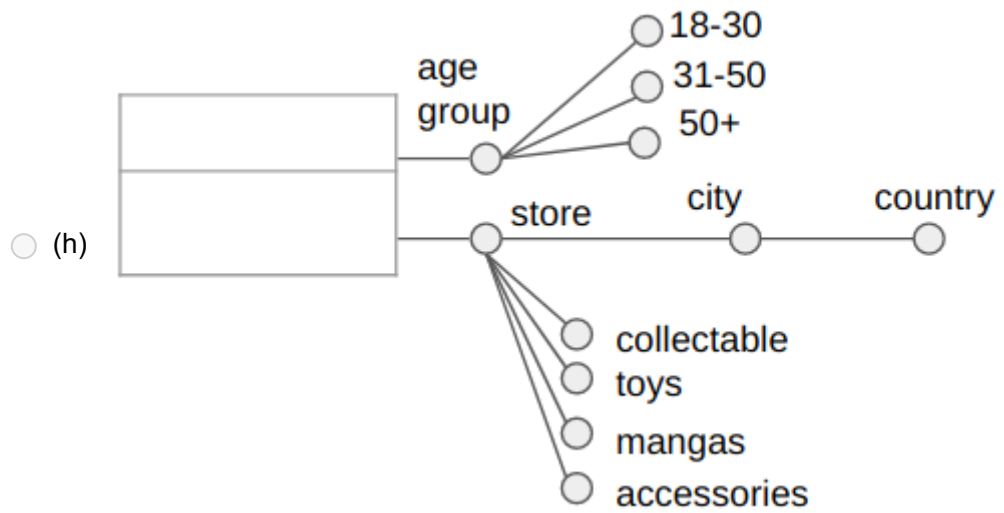 18-30
age
group
31-50
50+
store
city
country
(h)
collectable
toys
mangas
accessories